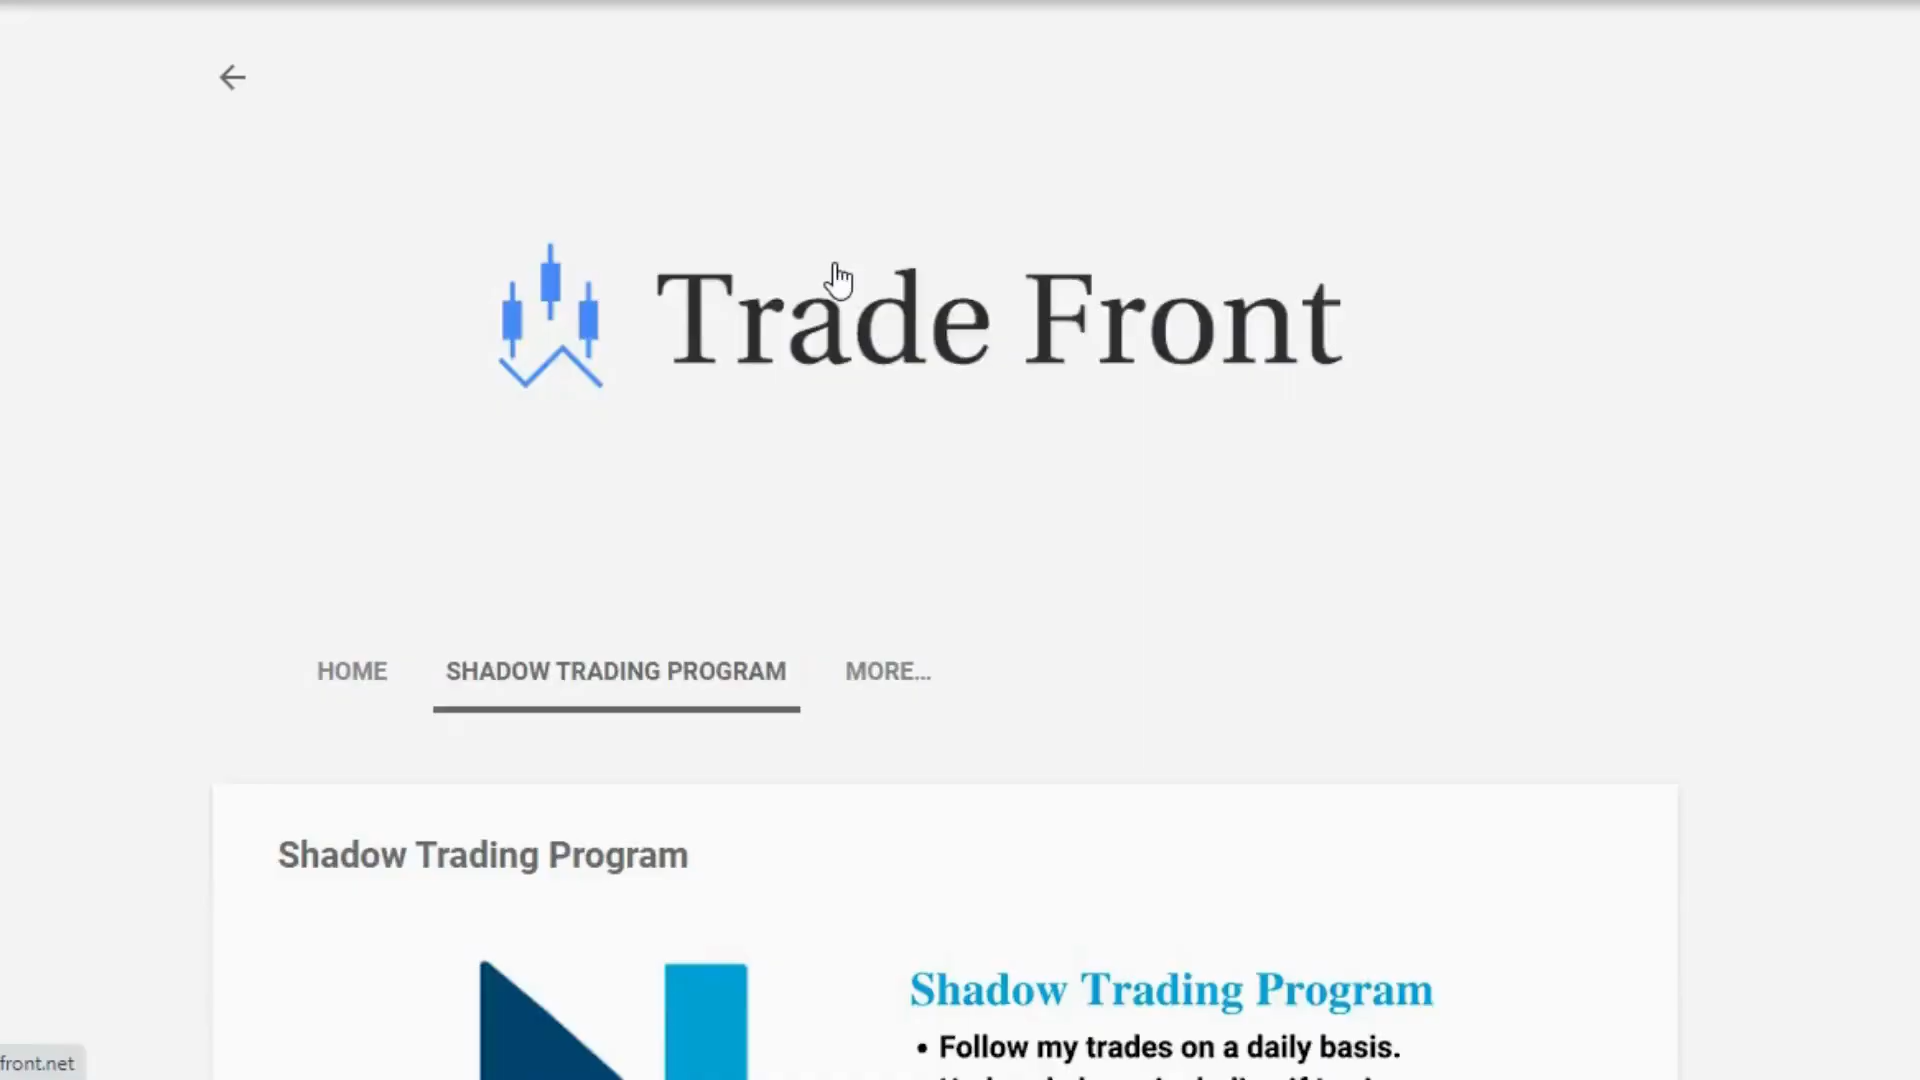 Trade Front
HOME SHADOW TRADING PROGRAM MORE...
Shadow Trading Program
Shadow Trading Program
• Follow my trades on a daily basis.
front.net